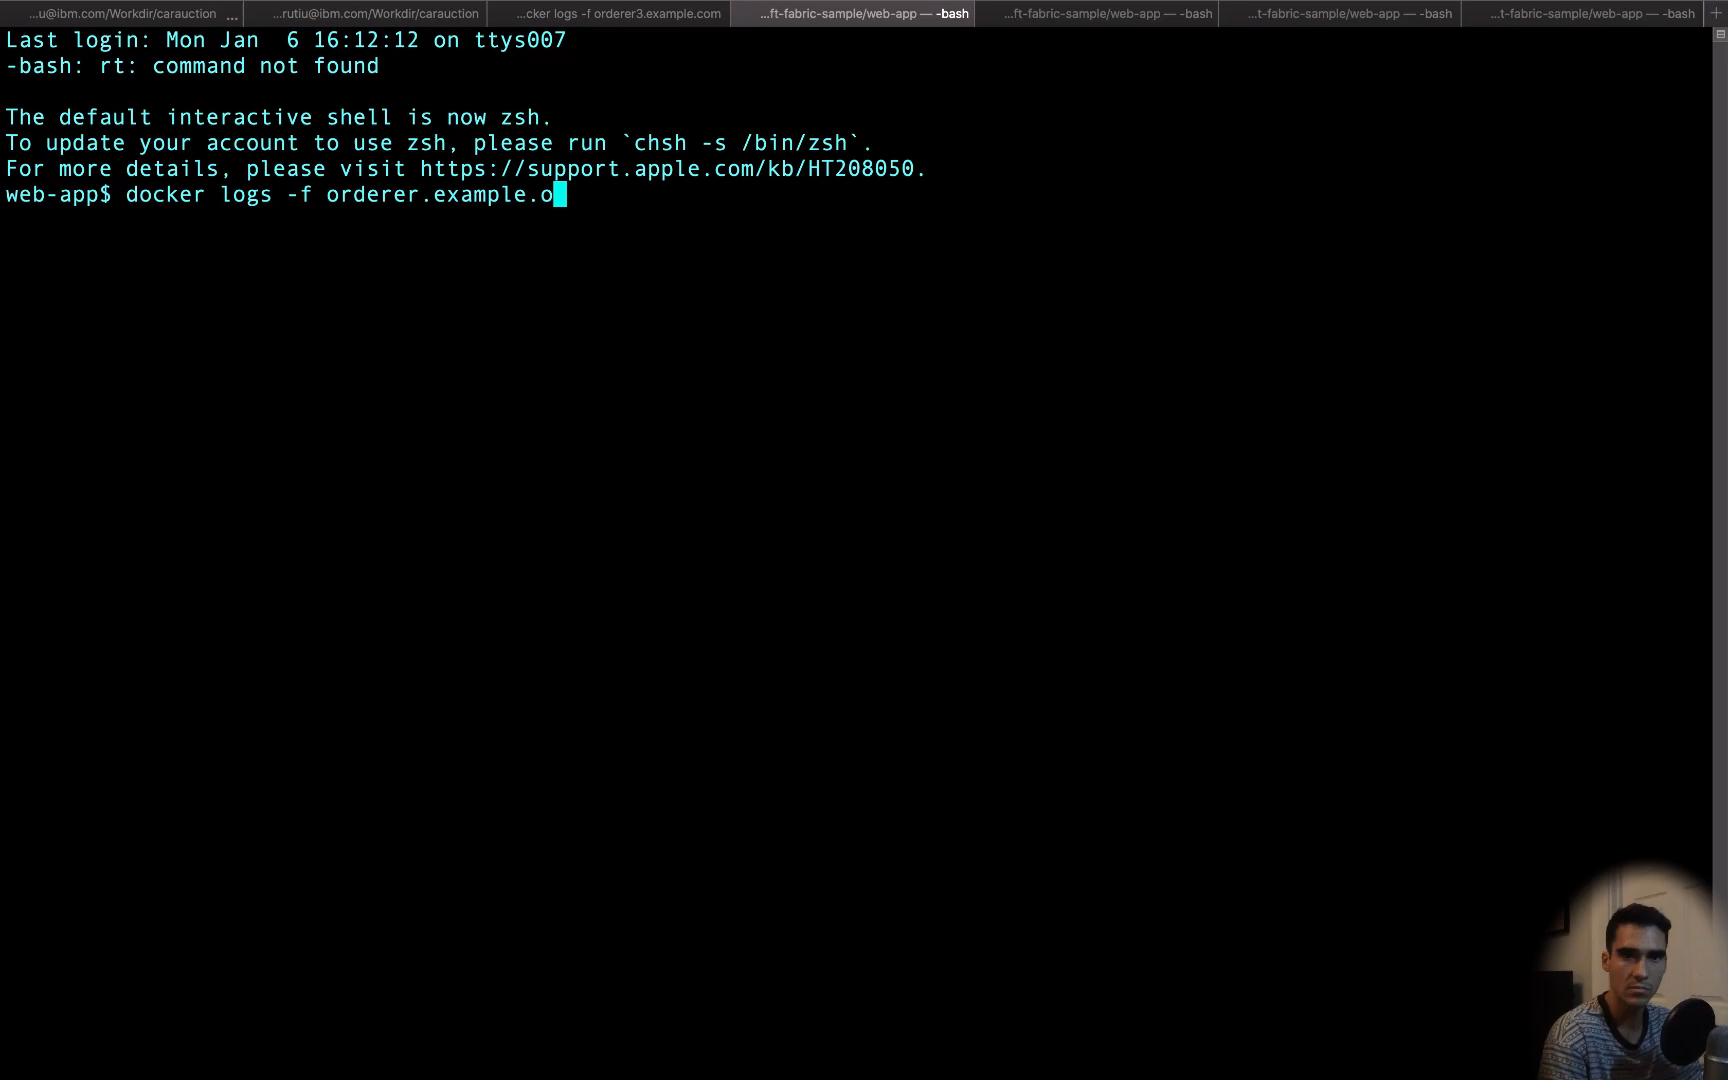 ...u@ibm.com/Workdir/carauction ... ...rutiu@ibm.com/Workdir/carauction ...cker logs -f orderer3.example.com ...ft-fabric-sample/web-app — -bash ...ft-fabric-sample/web-app — -bash ...t-fabric-sample/web-app — -bash ...t-fabric-sample/web-app — -bash +
Last login: Mon Jan  6 16:12:12 on ttys007
-bash: rt: command not found
The default interactive shell is now zsh.
To update your account to use zsh, please run `chsh -s /bin/zsh`.
For more details, please visit https://support.apple.com/kb/HT208050.
web-app$ docker logs -f orderer.example.o